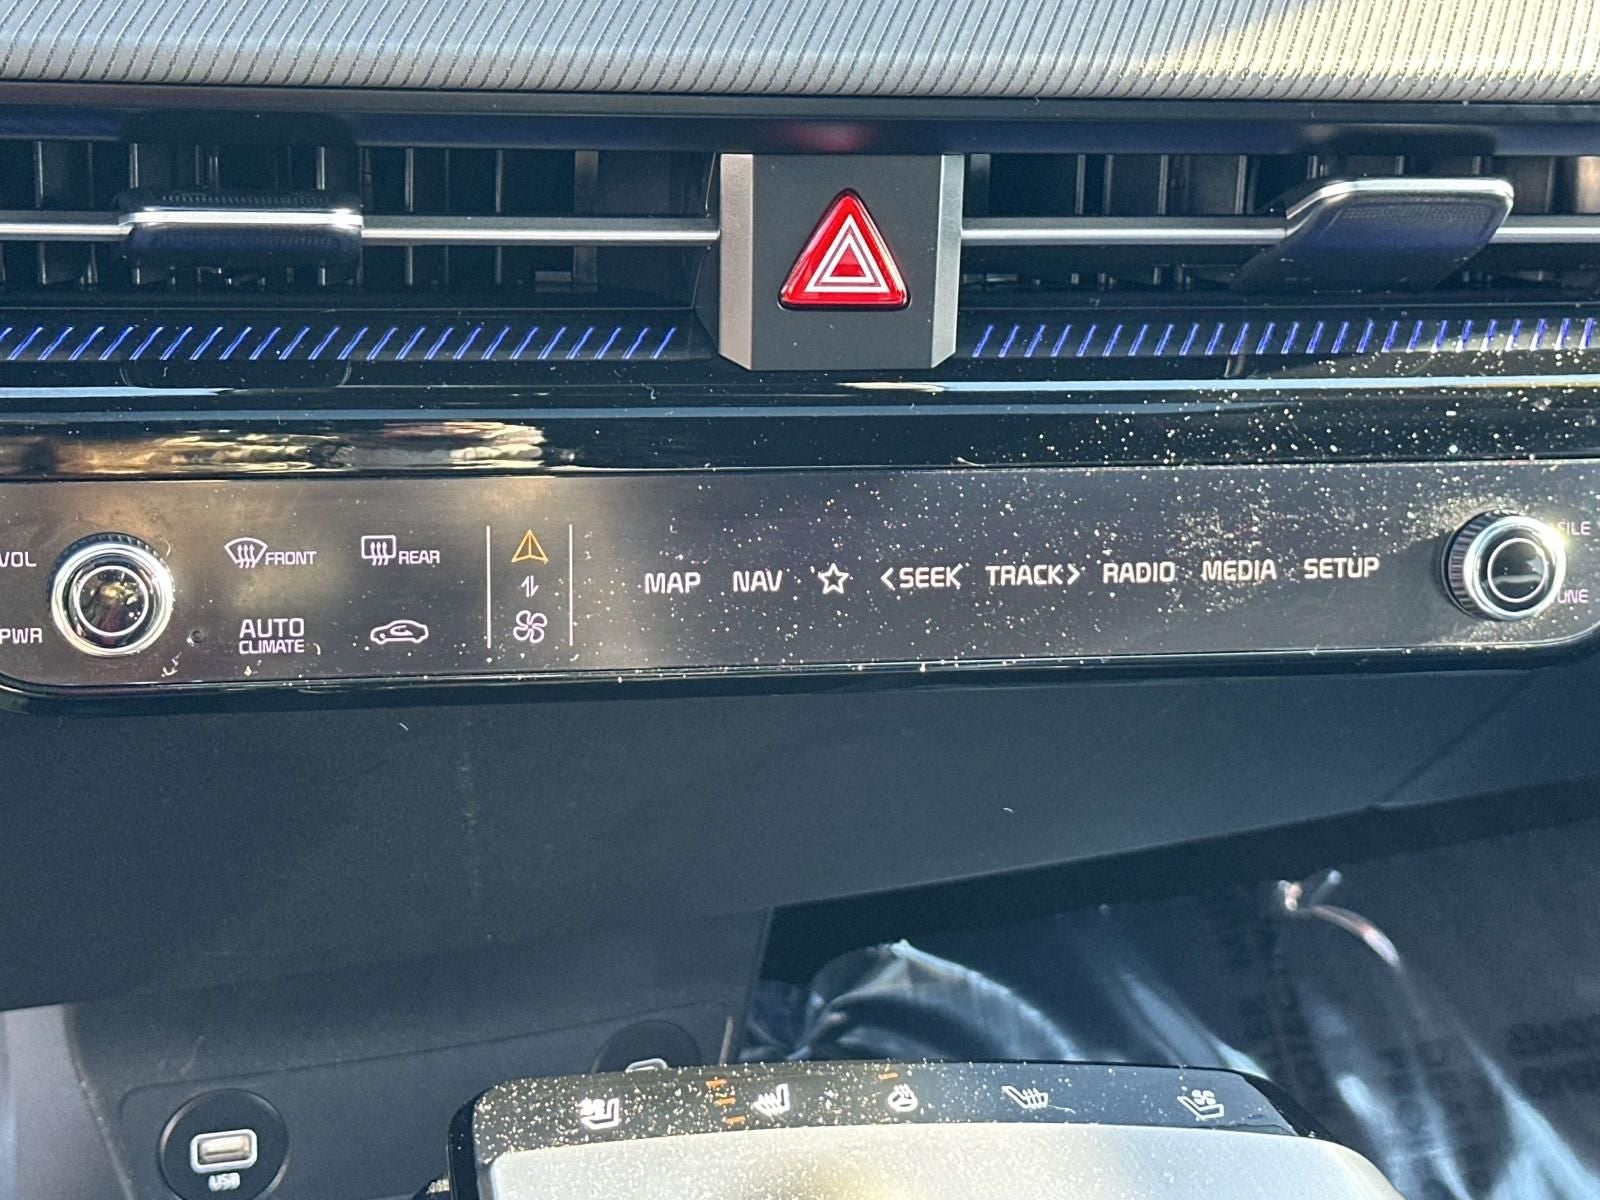 VOL
FRONT
REAR
MAP NAV <SEEK TRACK> RADIO MEDIA SETUP
PWR
AUTO
CLIMATE
USB